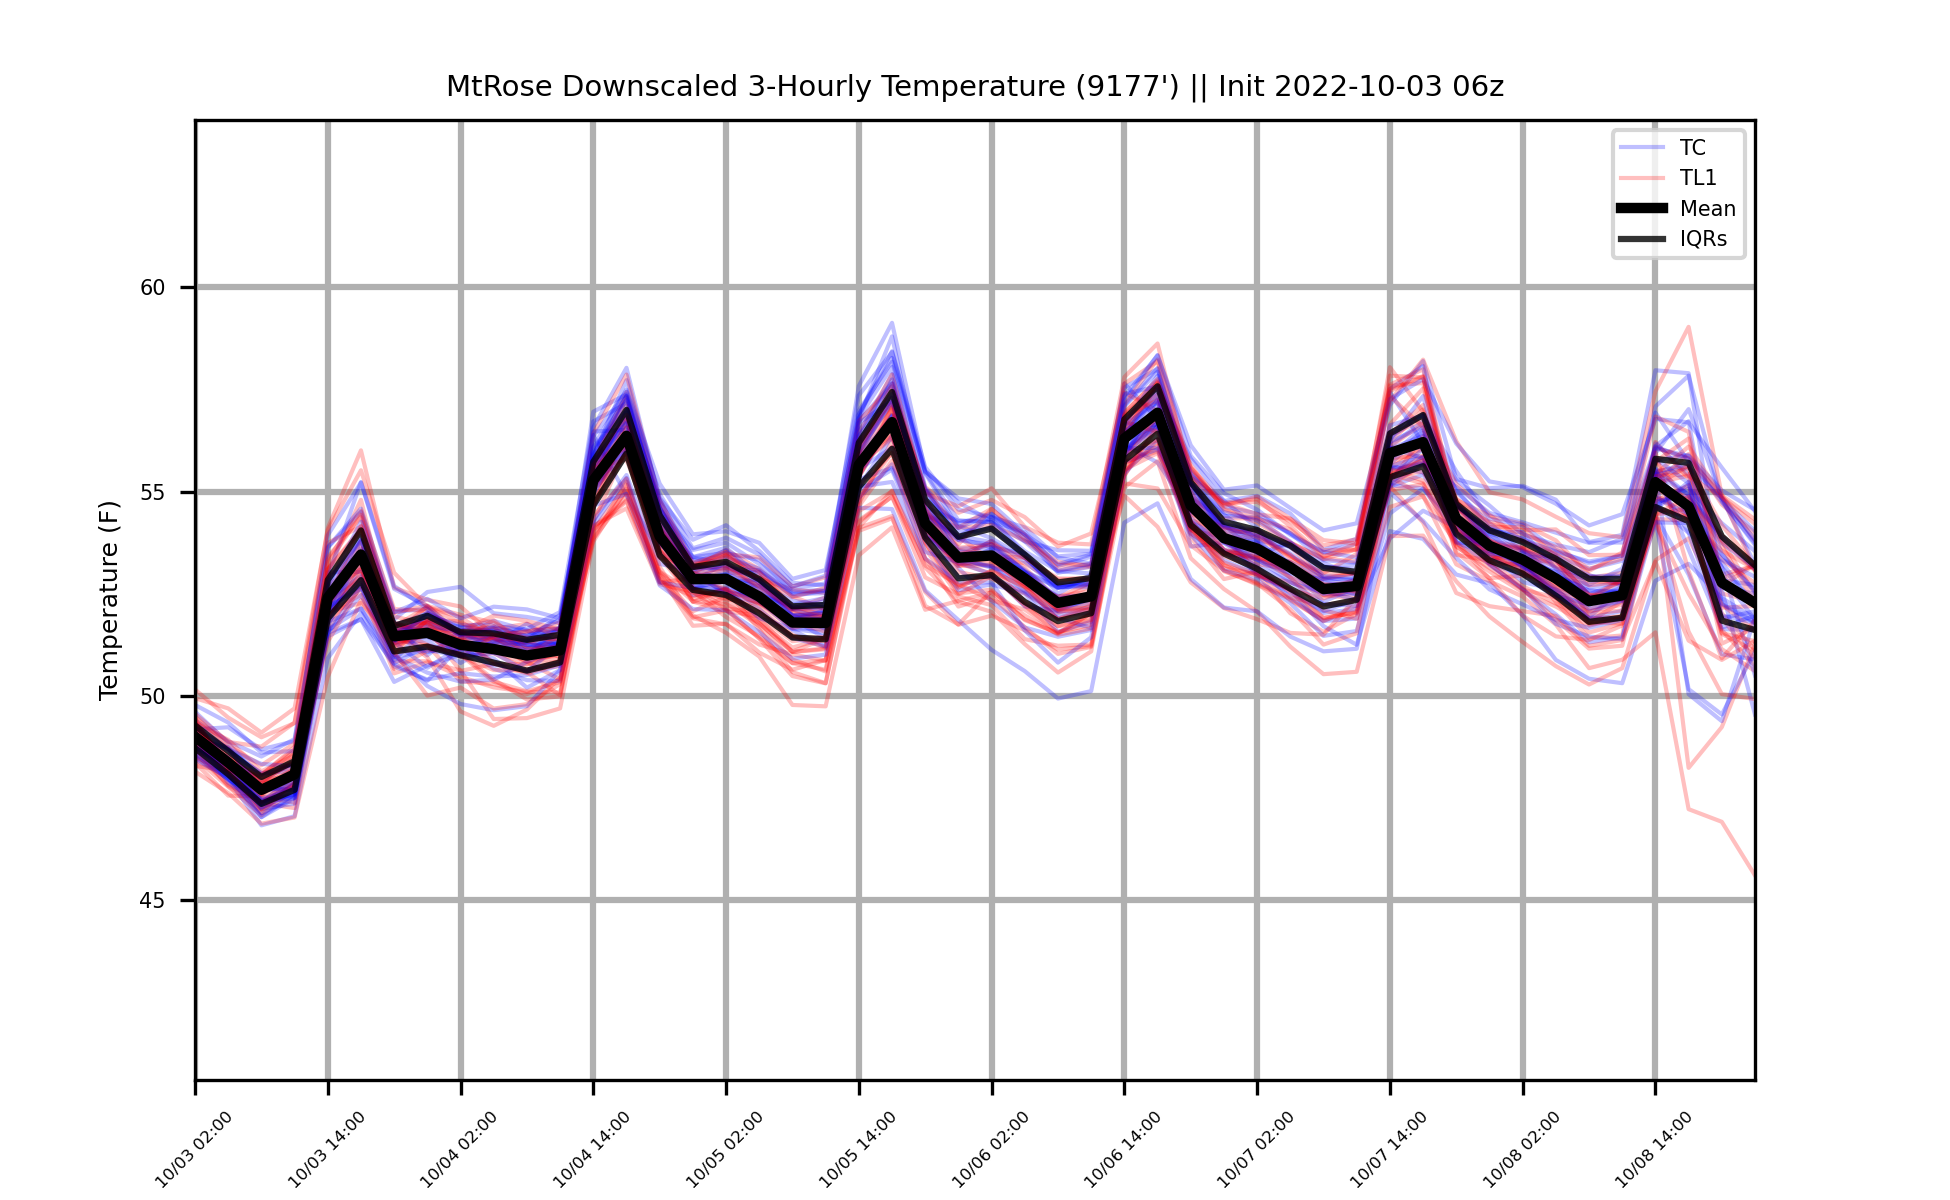 MtRose Downscaled 3-Hourly Temperature (9177') || Init 2022-10-03 06z
TC
TL1
Mean
IQRs
Temperature (F)
60
55
50
45
10/03 02:00
10/03 14:00
10/04 02:00
10/04 14:00
10/05 02:00
10/05 14:00
10/06 02:00
10/06 14:00
10/07 02:00
10/07 14:00
10/08 02:00
10/08 14:00